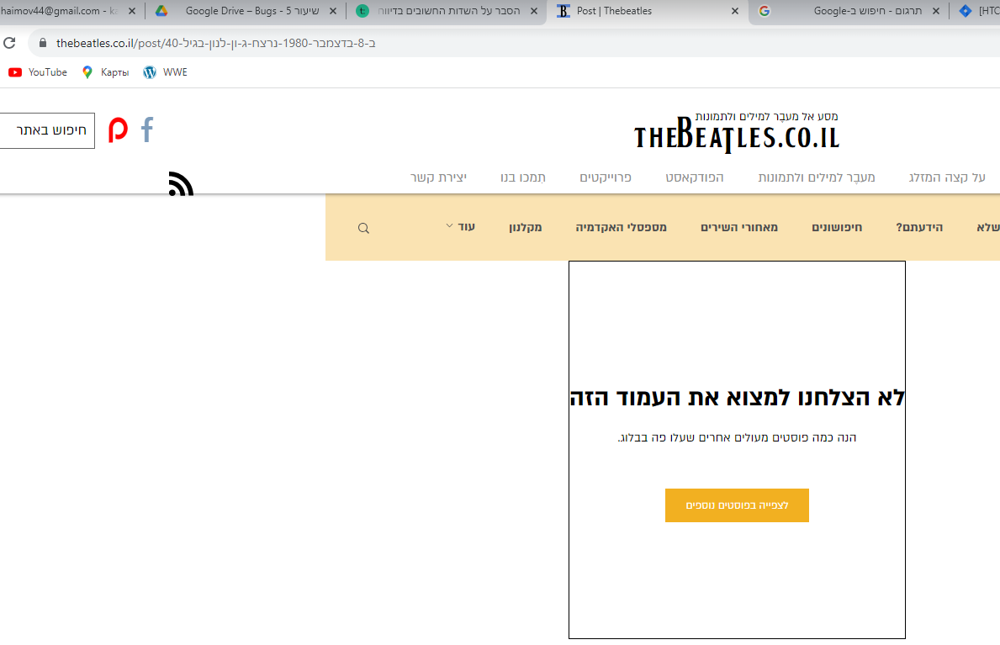 haimov44@gmail.com - ka
Google Drive – Bugs - שיעור 5
הסבר על השדות החשובים בדיווח
Post | Thebeatles
תרגום - חיפוש ב-Google
[HTC
thebeatles.co.il/post/ב-8-בדצמבר-1980-נרצח-ג-ון-לנון-בגיל-40
YouTube
Карты
WWE
מסע אל מעבֶר למילים ולתמונות
THEBEATLES.CO.IL
חיפוש באתר
על קצה המזלג
מעבֶר למילים ולתמונות
הפודקאסט
פרוייקטים
תִמכו בנו
יצירת קשר
שלא
הידעתם?
חיפושונים
מאחורי השירים
מספסלי האקדמיה
מקלנון
עוד
לא הצלחנו למצוא את העמוד הזה
הנה כמה פוסטים מעולים אחרים שעלו פה בבלוג.
לצפייה בפוסטים נוספים